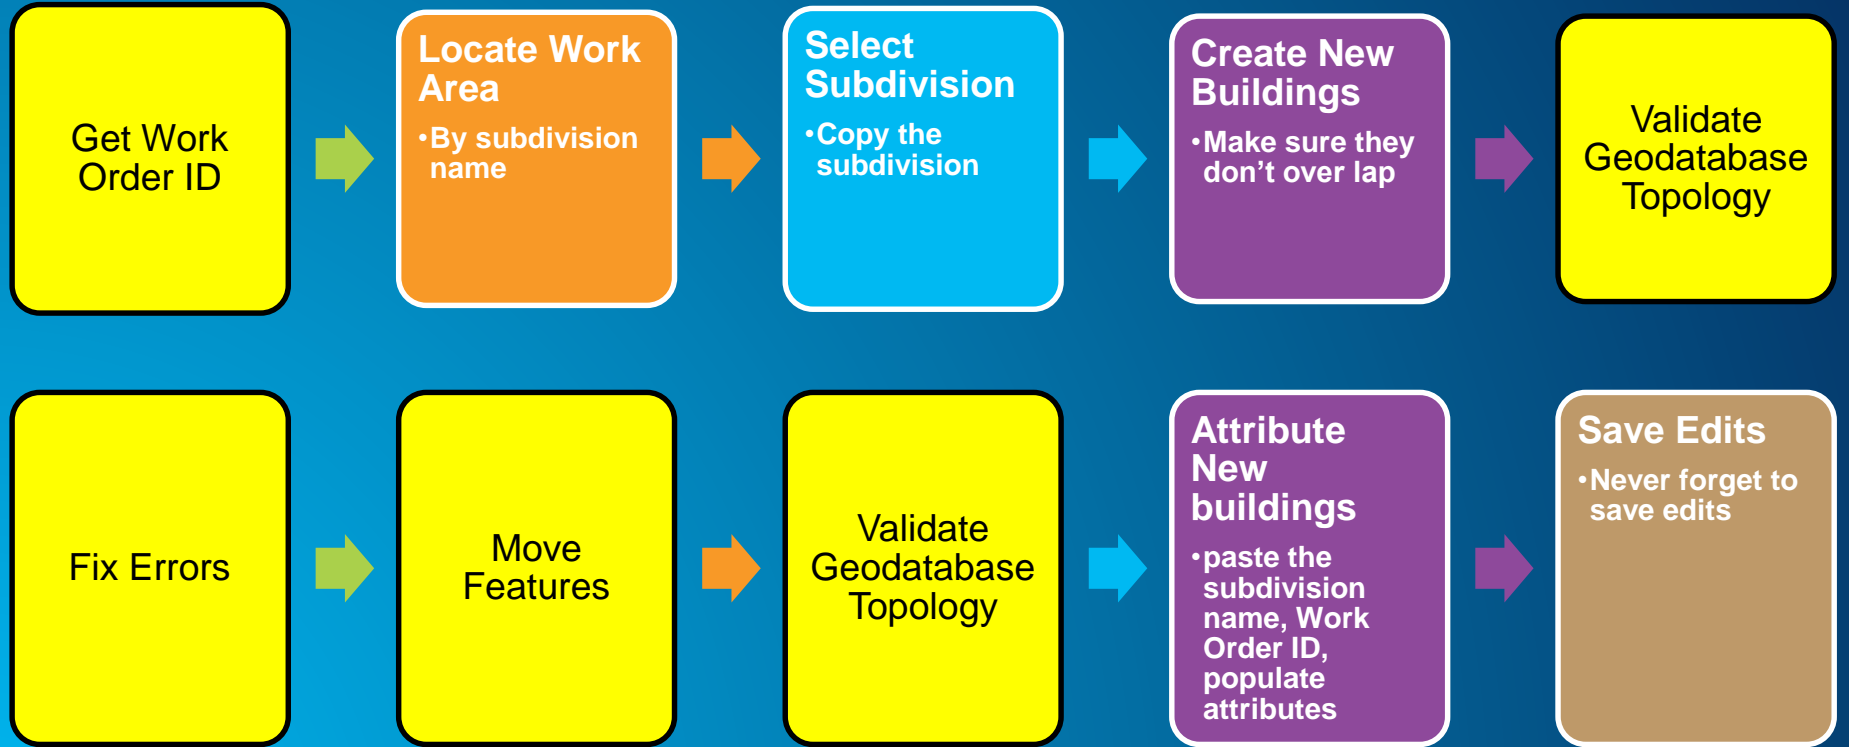 Get Work
Order ID
Locate Work
Area
•By subdivision
name
Select
Subdivision
•Copy the
subdivision
Create New
Buildings
•Make sure they
don’t over lap
Validate
Geodatabase
Topology
Fix Errors
Move
Features
Validate
Geodatabase
Topology
Attribute
New
buildings
•paste the
subdivision
name, Work
Order ID,
populate
attributes
Save Edits
•Never forget to
save edits